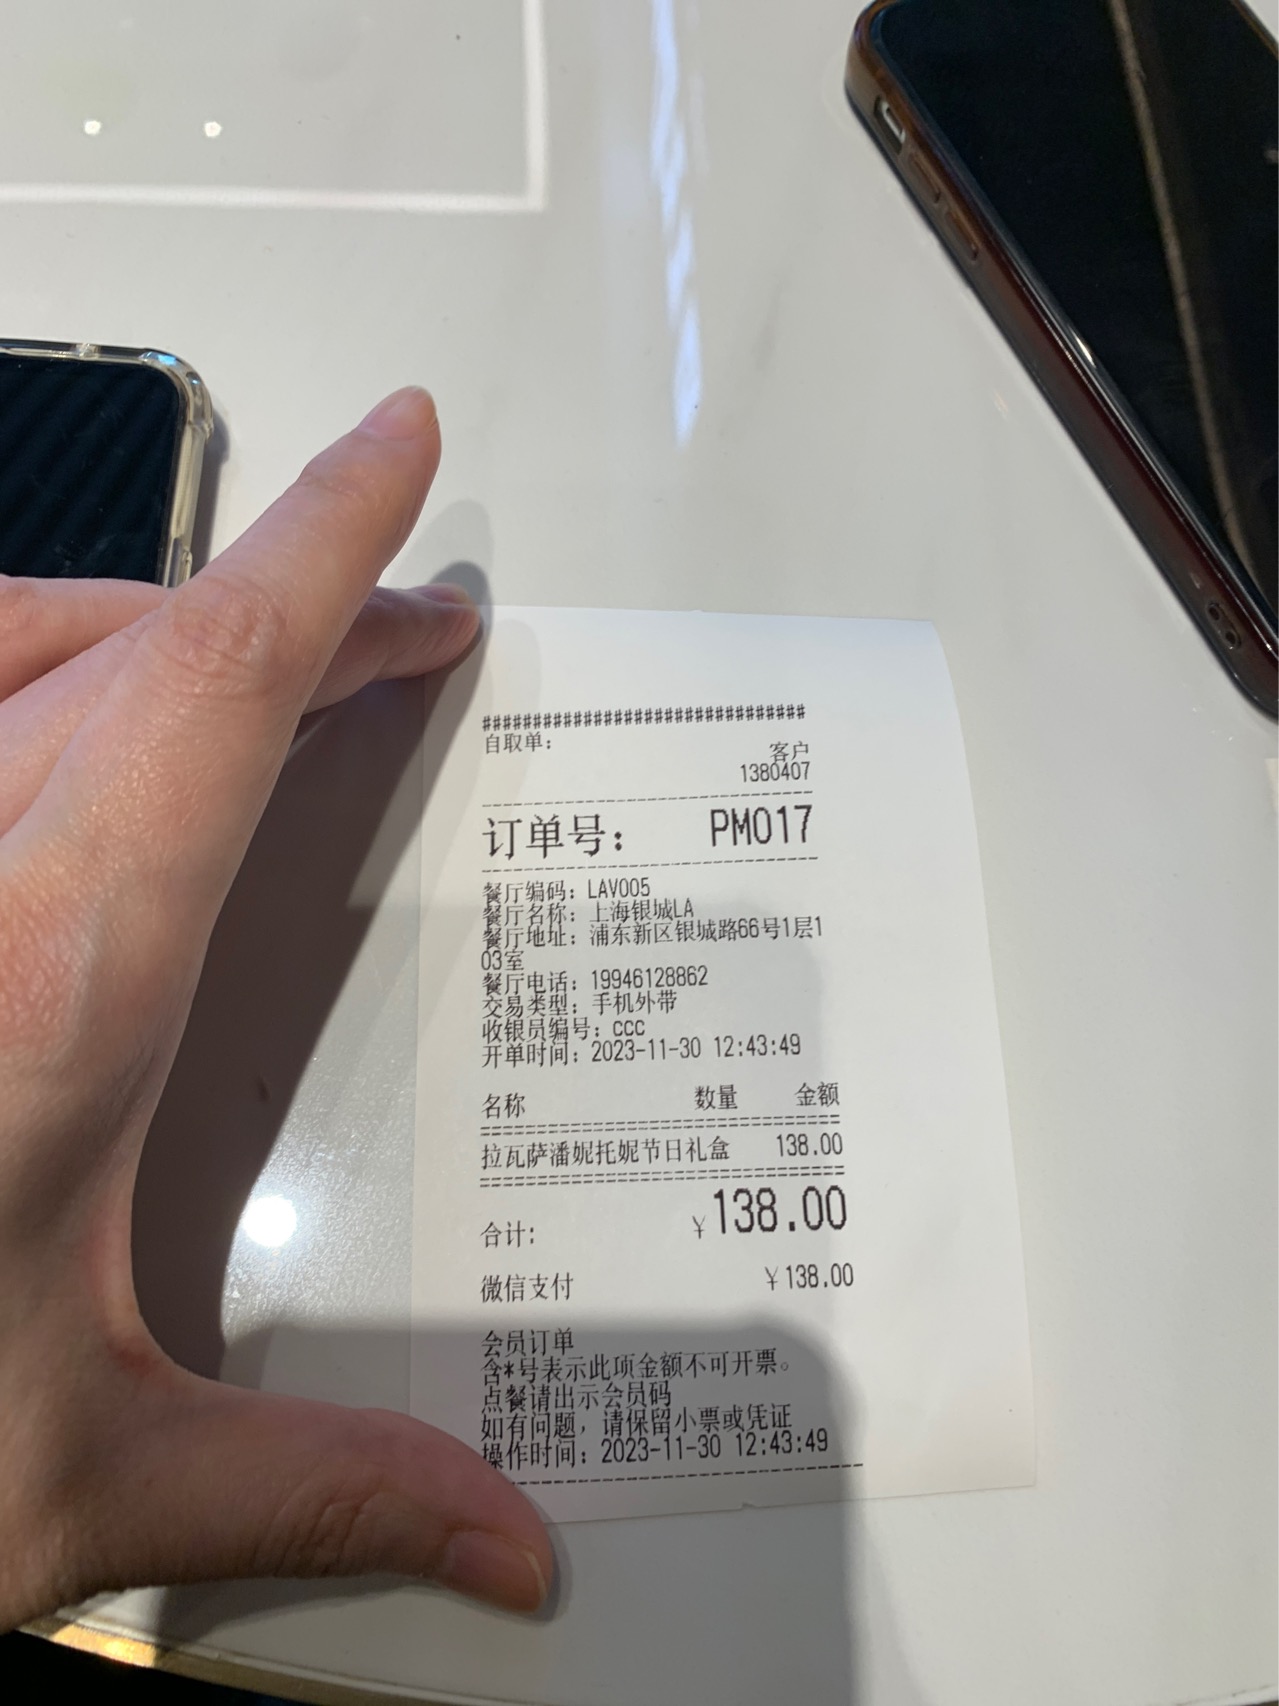 ################################
自取单:
客户
1380407
订单号: PM017
餐厅编码: LAV005
餐厅名称: 上海银城LA
餐厅地址: 浦东新区银城路66号1层1
03室
餐厅电话: 19946128862
交易类型: 手机外带
收银员编号: ccc
开单时间: 2023-11-30 12:43:49
名称 数量 金额
拉瓦萨潘妮托妮节日礼盒 138.00
合计: ¥138.00
微信支付 ¥138.00
会员订单
含*号表示此项金额不可开票。
点餐请出示会员码
如有问题, 请保留小票或凭证
操作时间: 2023-11-30 12:43:49